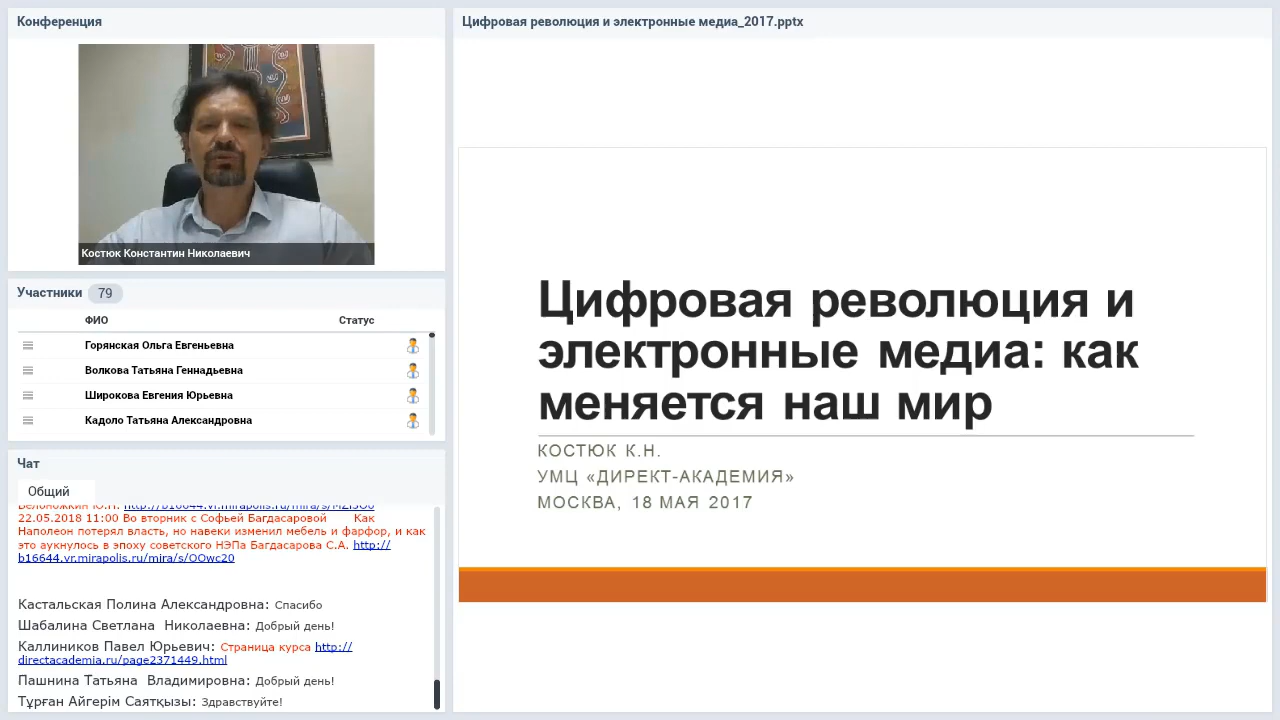 Конференция
Костюк Константин Николаевич
Участники 79
ФИО Статус
Горянская Ольга Евгеньевна
Волкова Татьяна Геннадьевна
Широкова Евгения Юрьевна
Кадоло Татьяна Александровна
Чат
Общий
22.05.2018 11:00 Во вторник с Софьей Багдасаровой Как
Наполеон потерял власть, но навеки изменил мебель и фарфор, и как
это аукнулось в эпоху советского НЭПа Багдасарова С.А. http://
b16644.vr.mirapolis.ru/mira/s/OOwc20
Кастальская Полина Александровна: Спасибо
Шабалина Светлана Николаевна: Добрый день!
Каллиников Павел Юрьевич: Страница курса http://
directacademia.ru/page2371449.html
Пашнина Татьяна Владимировна: Добрый день!
Тұрған Айгерім Саятқызы: Здравствуйте!
Цифровая революция и электронные медиа_2017.pptx
Цифровая революция и
электронные медиа: как
меняется наш мир
КОСТЮК К.Н.
УМЦ «ДИРЕКТ-АКАДЕМИЯ»
МОСКВА, 18 МАЯ 2017